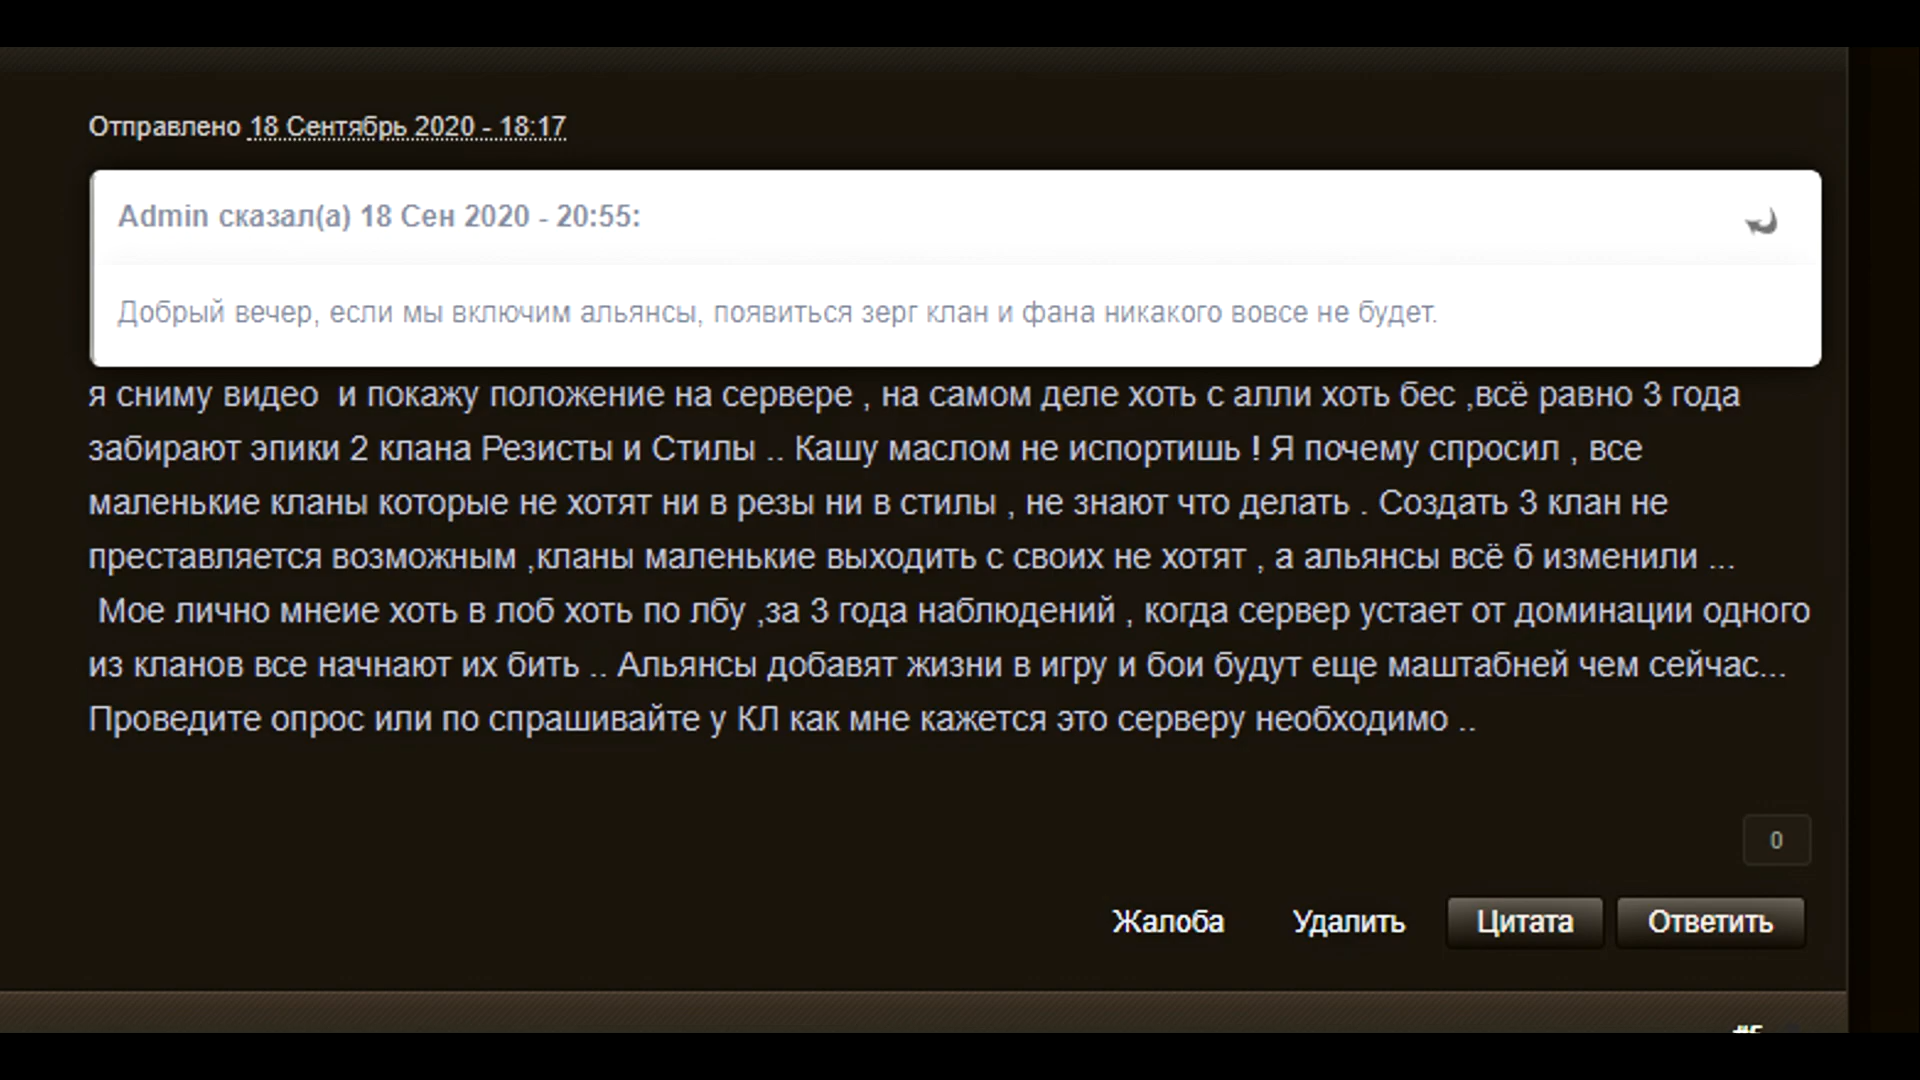 Отправлено 18 Сентябрь 2020 - 18:17
Admin сказал(а) 18 Сен 2020 - 20:55:
Добрый вечер, если мы включим альянсы, появиться зерг клан и фана никакого вовсе не будет.
я сниму видео  и покажу положение на сервере , на самом деле хоть с алли хоть бес ,всё равно 3 года
забирают эпики 2 клана Резисты и Стилы .. Кашу маслом не испортишь ! Я почему спросил , все
маленькие кланы которые не хотят ни в резы ни в стилы , не знают что делать . Создать 3 клан не
преставляется возможным ,кланы маленькие выходить с своих не хотят , а альянсы всё б изменили ...
Мое лично мнеие хоть в лоб хоть по лбу ,за 3 года наблюдений , когда сервер устает от доминации одного
из кланов все начнают их бить .. Альянсы добавят жизни в игру и бои будут еще маштабней чем сейчас...
Проведите опрос или по спрашивайте у КЛ как мне кажется это серверу необходимо ..
0
Жалоба Удалить Цитата Ответить